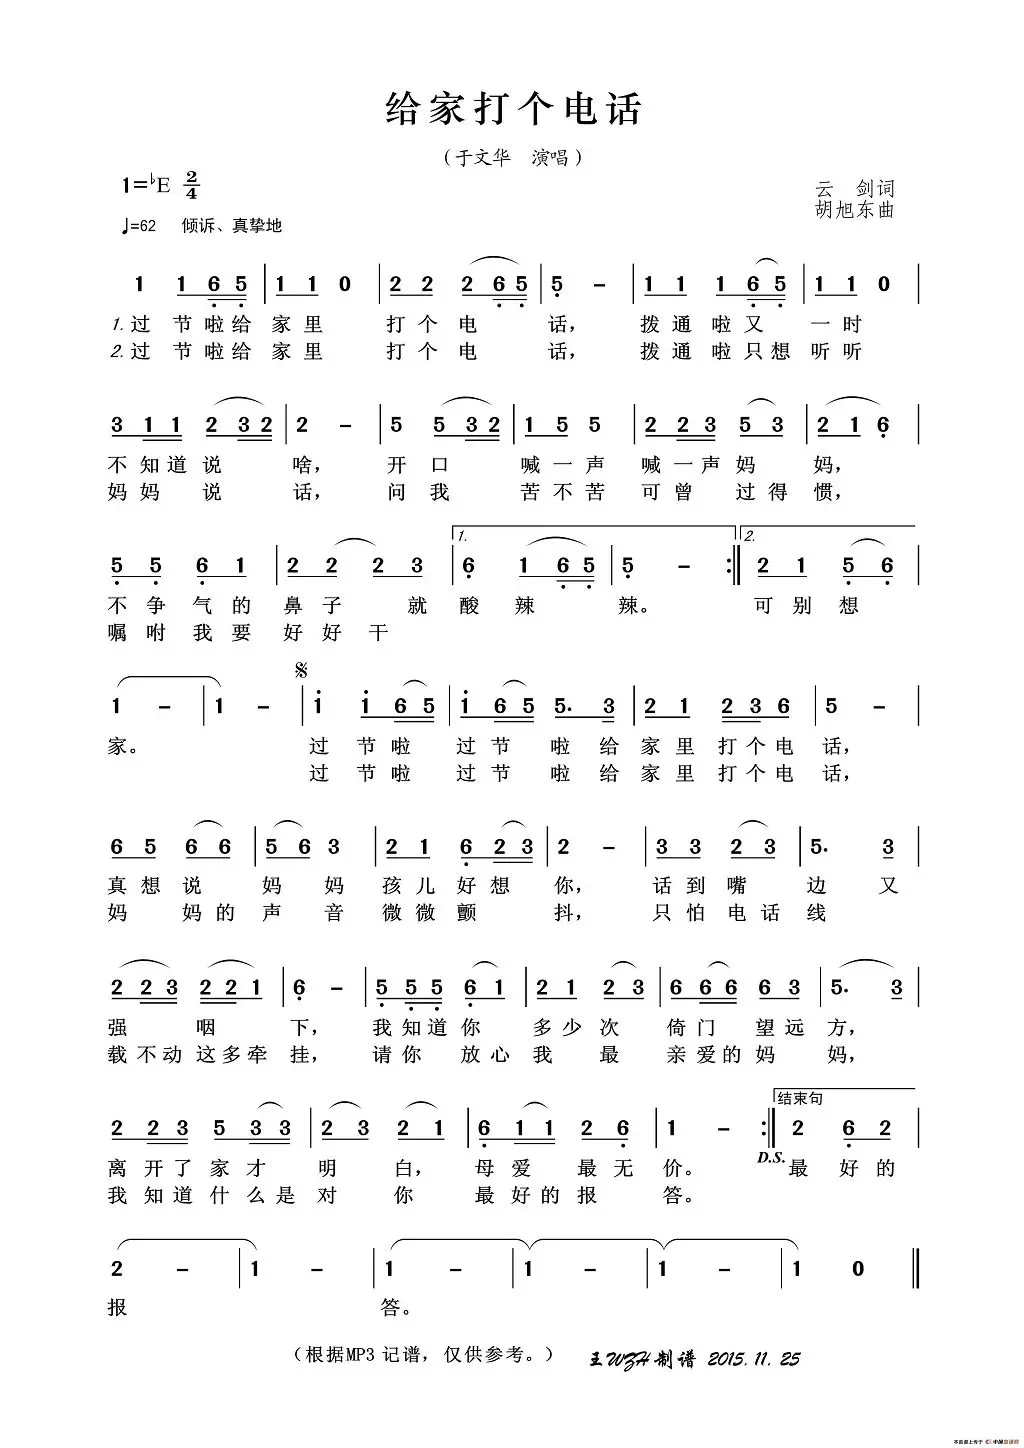 给家打个电话
（于文华 演唱）
1=♭E 2/4
云 剑词
♩=62 倾诉、真挚地
胡旭东曲
1 1 6 5 | 1 1 0 | 2 2 2 6 5 | 5 – | 1 1 1 6 5 | 1 1 0 |
1.过 节 啦 给 家 里 打 个 电 话， 拨 通 啦 又 一 时
2.过 节 啦 给 家 里 打 个 电 话， 拨 通 啦 只 想 听 听
3 1 1 2 3 2 | 2 – | 5 5 3 2 | 1 5 5 | 2 2 3 5 3 | 2 1 6 |
不 知 道 说 啥， 开 口 喊 一 声 喊 一 声 妈 妈，
妈 妈 说 话， 问 我 苦 不 苦 可 曾 过 得 惯，
1. 2.
5 5 6 1 | 2 2 2 3 | 6 1 6 5 | 5 – :‖ 2 1 5 6 |
不 争 气 的 鼻 子 就 酸 辣 辣。 可 别 想
嘱 咐 我 要 好 好 干
𝄋
1 – | 1 – | 1 1 6 5 | 1 6 5 5. 3 | 2 1 2 3 6 | 5 – |
家。 过 节 啦 过 节 啦 给 家 里 打 个 电 话，
过 节 啦 过 节 啦 给 家 里 打 个 电 话，
6 5 6 6 | 5 6 3 | 2 1 6 2 3 | 2 – | 3 3 2 3 | 5. 3 |
真 想 说 妈 妈 孩 儿 好 想 你， 话 到 嘴 边 又
妈 妈 的 声 音 微 微 颤 抖， 只 怕 电 话 线
2 2 3 2 2 1 | 6 – | 5 5 5 6 1 | 2 1 2 3 | 6 6 6 6 3 | 5. 3 |
强 咽 下， 我 知 道 你 多 少 次 倚 门 望 远 方，
载 不 动 这 多 牵 挂， 请 你 放 心 我 最 亲 爱 的 妈 妈，
结束句
2 2 3 5 3 3 | 2 3 2 1 | 6 1 1 2 6 | 1 – :‖ 2 6 2 |
D.S.
离 开 了 家 才 明 白， 母 爱 最 无 价。 最 好 的
我 知 道 什 么 是 对 你 最 好 的 报 答。
2 – | 1 – | 1 – | 1 – | 1 – | 1 0 ‖
报 答。
（根据MP3 记谱，仅供参考。） 王WZH 制谱 2015.11.25